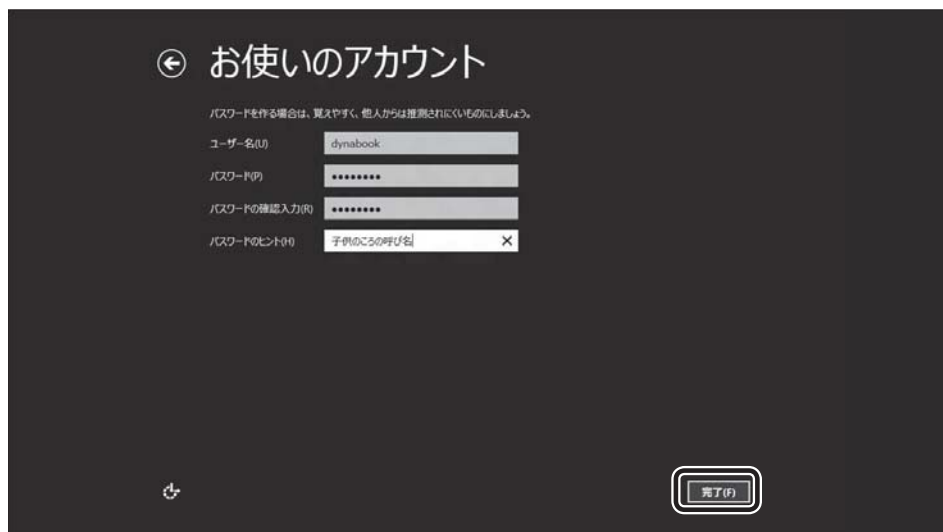 お使いのアカウント
パスワードを作る場合は、覚えやすく、他人からは推測されにくいものにしましょう。
ユーザー名(U) dynabook
パスワード(P) ••••••••
パスワードの確認入力(R) ••••••••
パスワードのヒント(H) 子供のころの呼び名
完了(F)